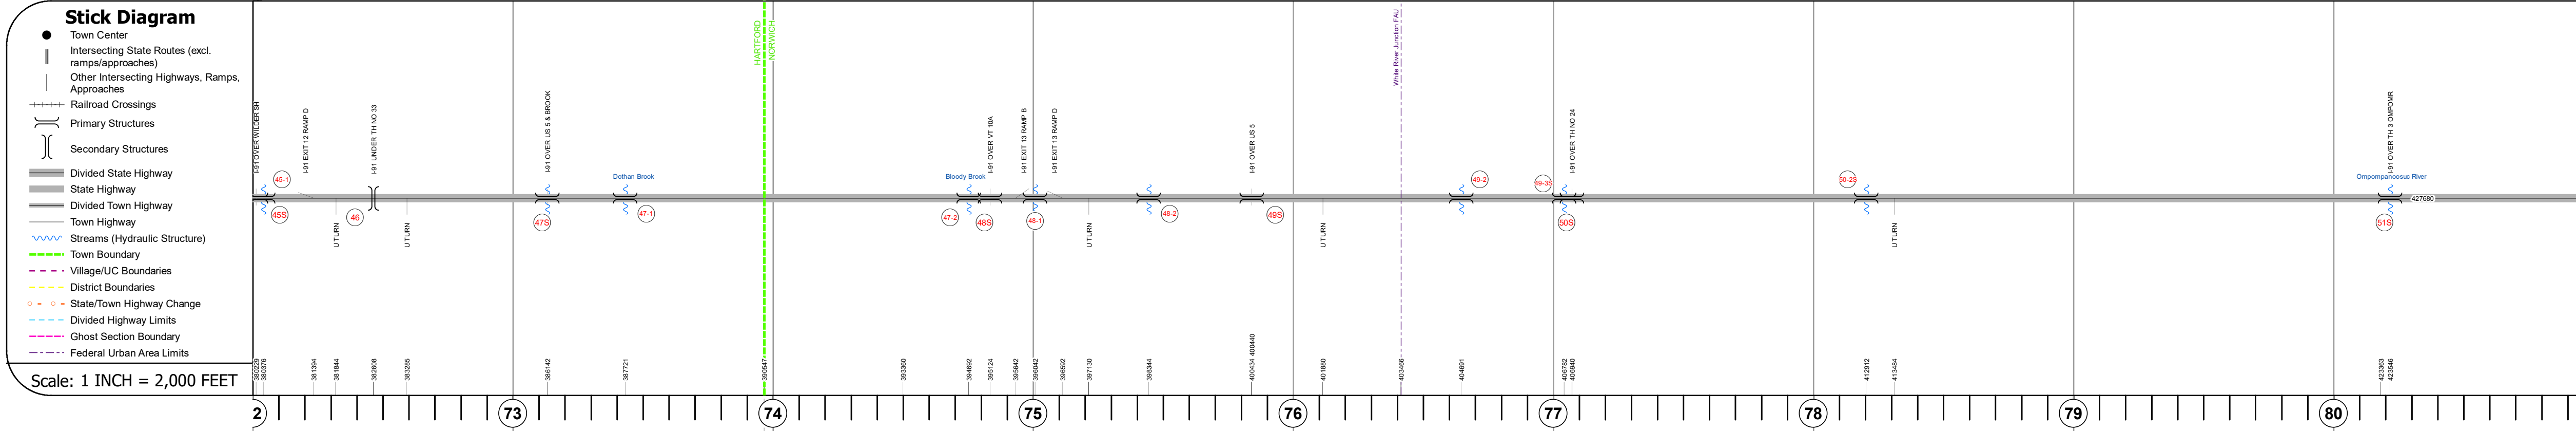 Stick Diagram
Town Center
Intersecting State Routes (excl.
ramps/approaches)
Other Intersecting Highways, Ramps,
Approaches
Railroad Crossings
Primary Structures
Secondary Structures
Divided State Highway
State Highway
Divided Town Highway
Town Highway
Streams (Hydraulic Structure)
Town Boundary
Village/UC Boundaries
District Boundaries
State/Town Highway Change
Divided Highway Limits
Ghost Section Boundary
Federal Urban Area Limits
Scale: 1 INCH = 2,000 FEET
HARTFORD
NORWICH
White River Junction FAU
I-91 OVER WILDER SH
I-91 EXIT 12 RAMP D
I-91 UNDER TH NO 33
I-91 OVER US 5 & BROOK
I-91 OVER VT 10A
I-91 EXIT 13 RAMP B
I-91 EXIT 13 RAMP D
I-91 OVER US 5
I-91 OVER TH NO 24
I-91 OVER TH 3 OMPOMR
Dothan Brook
Bloody Brook
Ompompanoosuc River
45-1
49-2
49-3S
50-2S
427680
45S
46
47S
47-1
47-2
48S
48-1
48-2
49S
50S
51S
U TURN
U TURN
U TURN
U TURN
U TURN
380229
380376
381394
381844
382608
383285
386142
387721
390547
393360
394692
395124
395642
396042
396592
397130
398344
400434 400440
401880
403466
404691
406782
406940
412912
413484
423363
423546
2
73
74
75
76
77
78
79
80